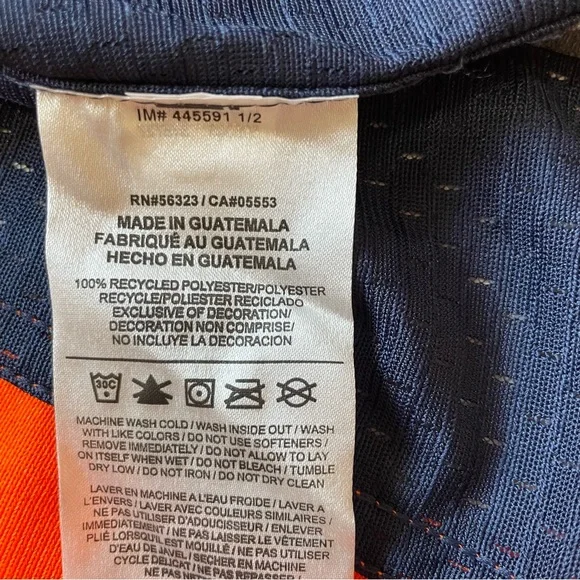 IM# 445591 1/2
RN#56323 / CA#05553
MADE IN GUATEMALA
FABRIQUÉ AU GUATEMALA
HECHO EN GUATEMALA
100% RECYCLED POLYESTER/POLYESTER
RECYCLE/POLIESTER RECICLADO
EXCLUSIVE OF DECORATION/
DECORATION NON COMPRISE/
NO INCLUYE LA DECORACION
30C
MACHINE WASH COLD / WASH INSIDE OUT / WASH
WITH LIKE COLORS / DO NOT USE SOFTENERS /
REMOVE IMMEDIATELY / DO NOT ALLOW TO LAY
ON ITSELF WHEN WET / DO NOT BLEACH / TUMBLE
DRY LOW / DO NOT IRON / DO NOT DRY CLEAN
LAVER EN MACHINE A L'EAU FROIDE / LAVER A
L'ENVERS / LAVER AVEC COULEURS SIMILAIRES /
NE PAS UTILISER D'ADOUCISSEUR / ENLEVER
IMMÉDIATEMENT / NE PAS LAISSER LE VÊTEMENT
PLIÉ LORSQU'IL EST MOUILLÉ / NE PAS UTILISER
D'EAU DE JAVEL / SECHER EN MACHINE
CYCLE DELICAT / NE PAS REPASSER /